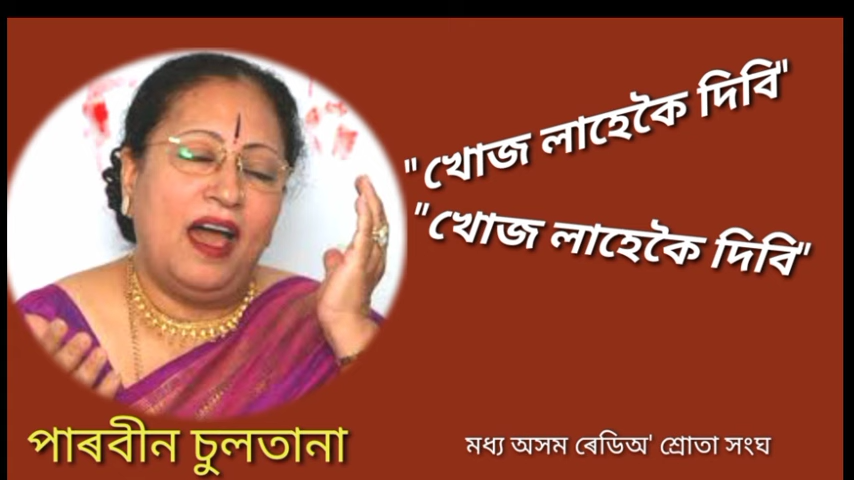 "খোজ লাহেকৈ দিবি"
"খোজ লাহেকৈ দিবি"
পাৰবীন চুলতানা
মধ্য অসম ৰেডিঅ' শ্ৰোতা সংঘ